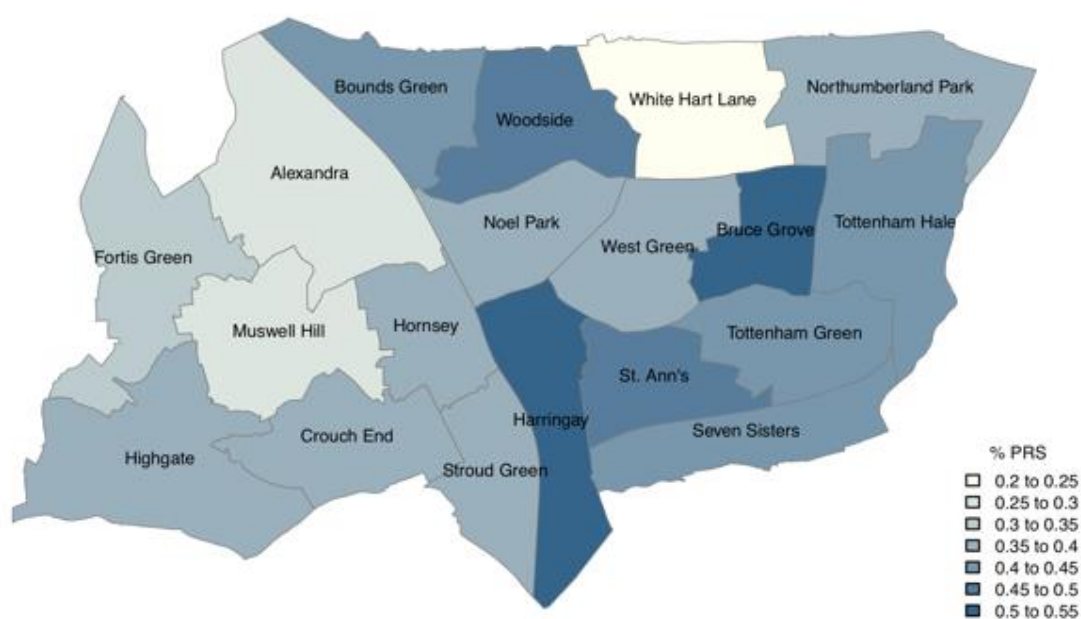 Bounds Green
Northumberland Park
White Hart Lane
Woodside
Alexandra
Noel Park
Tottenham Hale
Bruce Grove
West Green
Fortis Green
Hornsey
Muswell Hill
Tottenham Green
St. Ann's
Harringay
Seven Sisters
Crouch End
Highgate
Stroud Green
% PRS
0.2 to 0.25
0.25 to 0.3
0.3 to 0.35
0.35 to 0.4
0.4 to 0.45
0.45 to 0.5
0.5 to 0.55